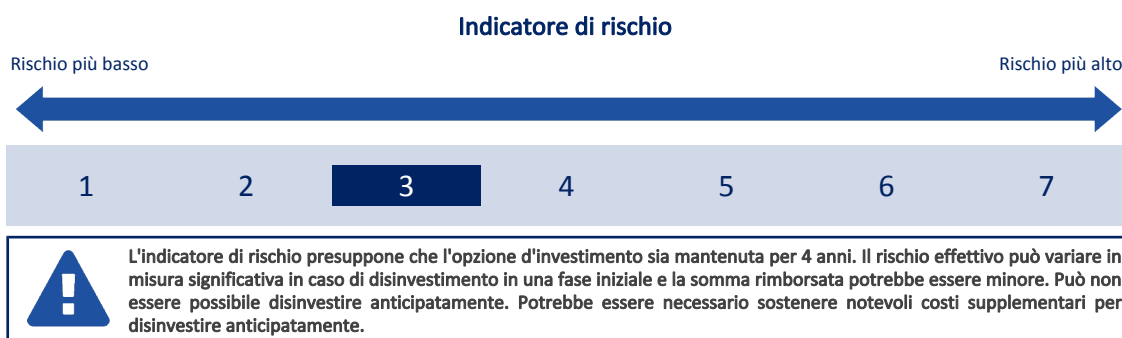 Indicatore di rischio
Rischio più basso
Rischio più alto
1 2 3 4 5 6 7
L'indicatore di rischio presuppone che l'opzione d'investimento sia mantenuta per 4 anni. Il rischio effettivo può variare in
misura significativa in caso di disinvestimento in una fase iniziale e la somma rimborsata potrebbe essere minore. Può non
essere possibile disinvestire anticipatamente. Potrebbe essere necessario sostenere notevoli costi supplementari per
disinvestire anticipatamente.